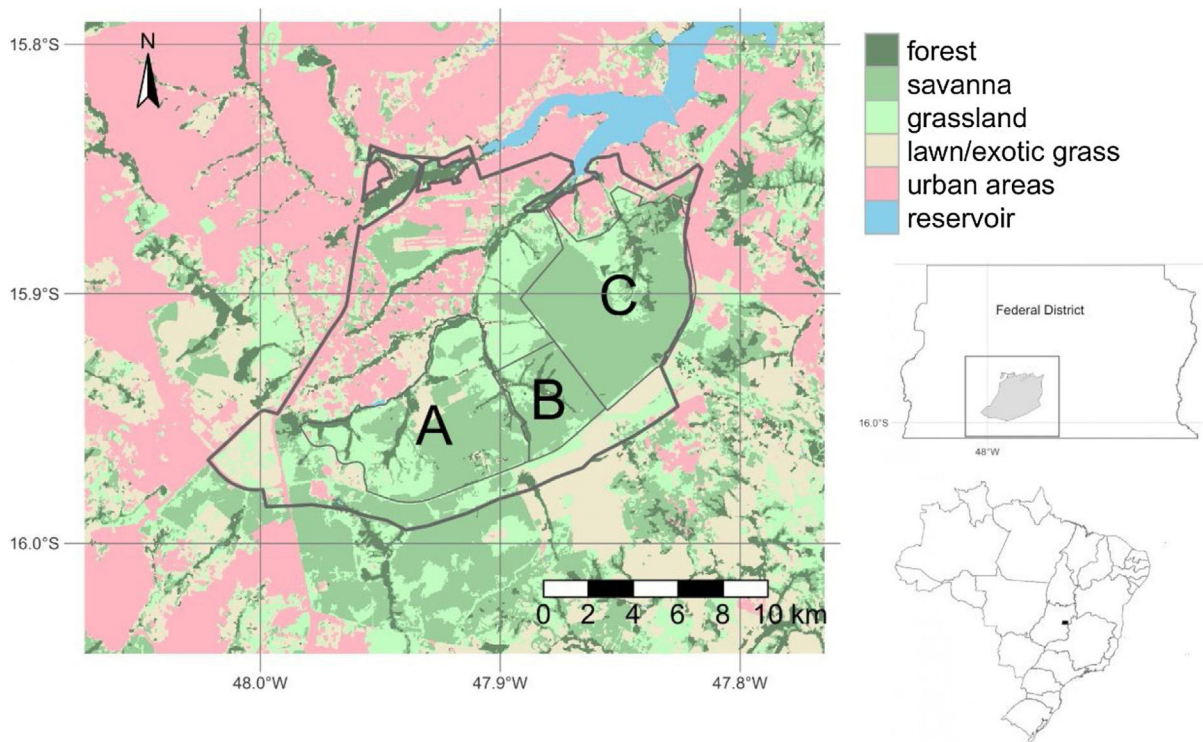 15.8°S
15.9°S
16.0°S
N
A
B
C
0 2 4 6 8 10 km
48.0°W 47.9°W 47.8°W
forest
savanna
grassland
lawn/exotic grass
urban areas
reservoir
Federal District
16.0°S
48°W